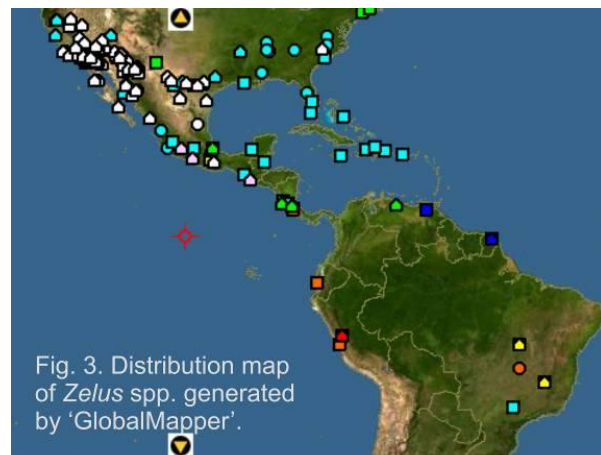 Fig. 3. Distribution map
of Zelus spp. generated
by ‘GlobalMapper’.